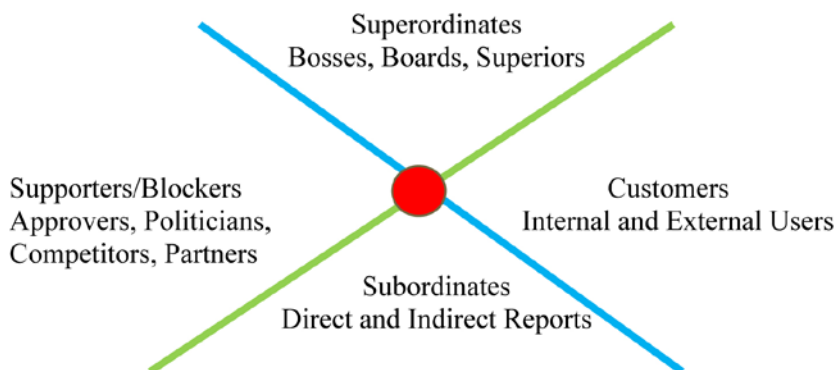 Superordinates
Bosses, Boards, Superiors
Supporters/Blockers
Approvers, Politicians,
Competitors, Partners
Customers
Internal and External Users
Subordinates
Direct and Indirect Reports